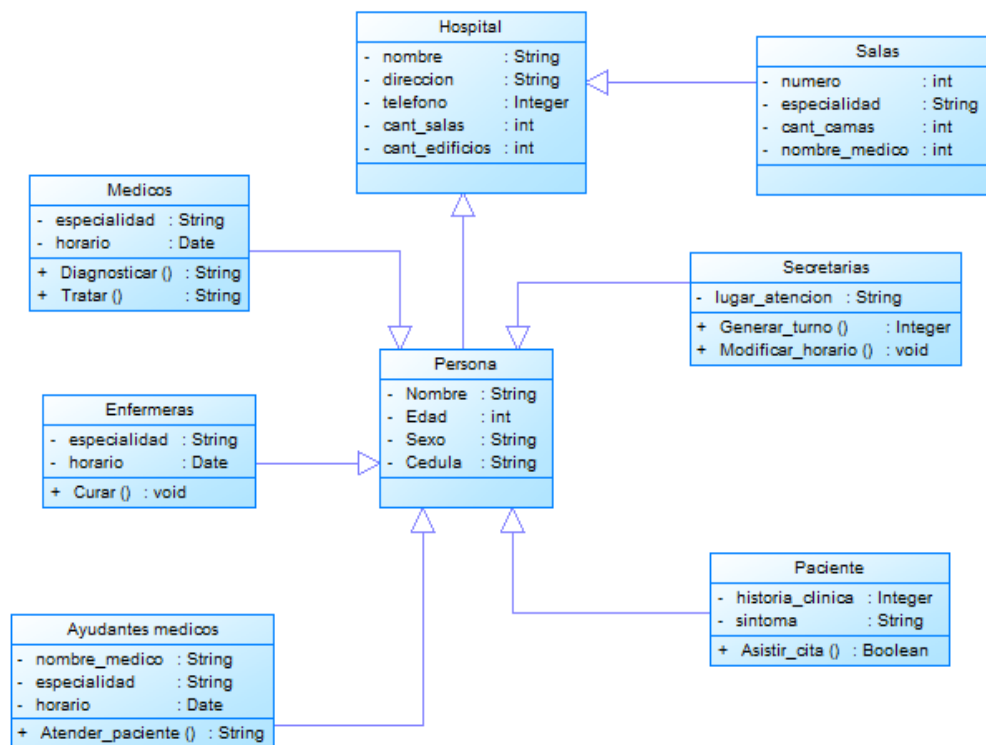 Hospital
- nombre : String
- direccion : String
- telefono : Integer
- cant_salas : int
- cant_edificios : int
Salas
- numero : int
- especialidad : String
- cant_camas : int
- nombre_medico : int
Medicos
- especialidad : String
- horario : Date
+ Diagnosticar () : String
+ Tratar () : String
Secretarias
- lugar_atencion : String
+ Generar_turno () : Integer
+ Modificar_horario () : void
Persona
- Nombre : String
- Edad : int
- Sexo : String
- Cedula : String
Enfermeras
- especialidad : String
- horario : Date
+ Curar () : void
Paciente
- historia_clinica : Integer
- sintoma : String
+ Asistir_cita () : Boolean
Ayudantes medicos
- nombre_medico : String
- especialidad : String
- horario : Date
+ Atender_paciente () : String